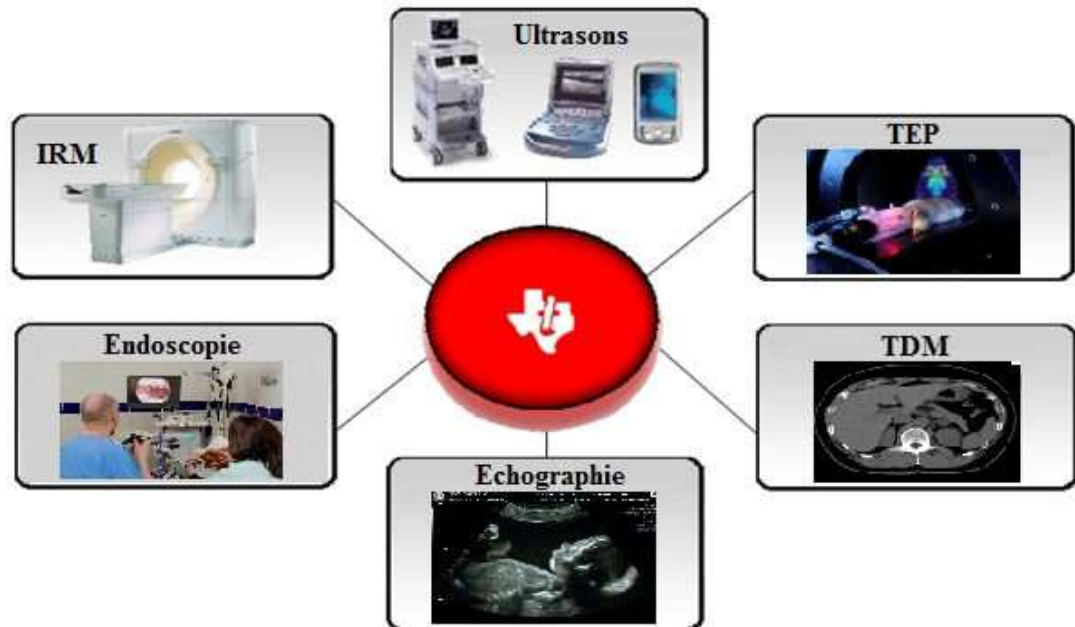 Ultrasons
IRM
TEP
Endoscopie
TDM
Echographie